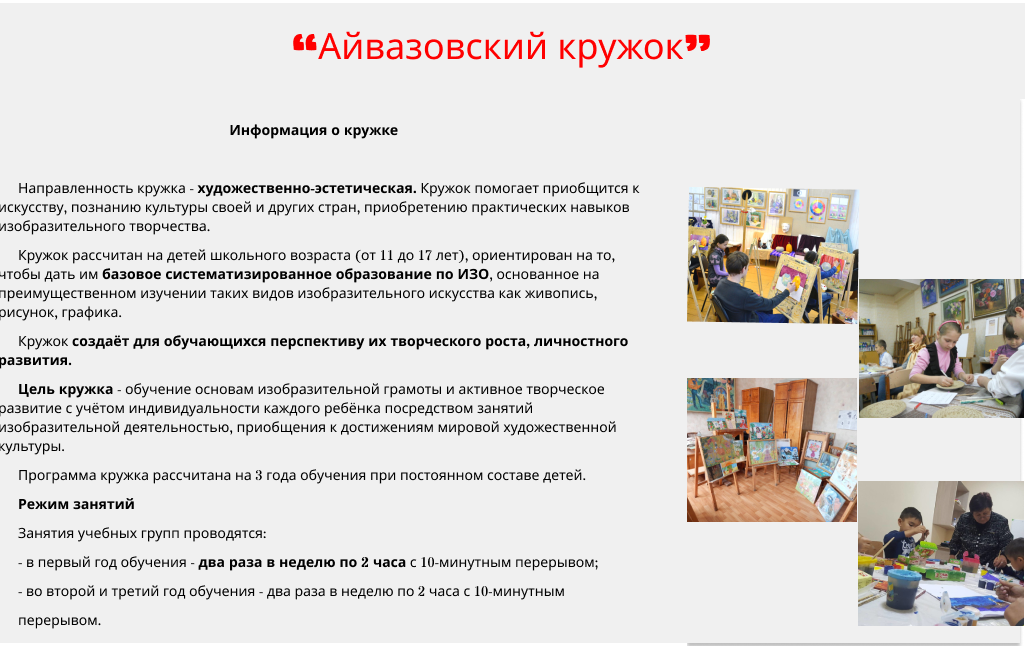 “Айвазовский кружок”
Информация о кружке
Направленность кружка - художественно-эстетическая. Кружок помогает приобщится к
искусству, познанию культуры своей и других стран, приобретению практических навыков
изобразительного творчества.
Кружок рассчитан на детей школьного возраста (от 11 до 17 лет), ориентирован на то,
чтобы дать им базовое систематизированное образование по ИЗО, основанное на
преимущественном изучении таких видов изобразительного искусства как живопись,
рисунок, графика.
Кружок создаёт для обучающихся перспективу их творческого роста, личностного
развития.
Цель кружка - обучение основам изобразительной грамоты и активное творческое
развитие с учётом индивидуальности каждого ребёнка посредством занятий
изобразительной деятельностью, приобщения к достижениям мировой художественной
культуры.
Программа кружка рассчитана на 3 года обучения при постоянном составе детей.
Режим занятий
Занятия учебных групп проводятся:
- в первый год обучения - два раза в неделю по 2 часа с 10-минутным перерывом;
- во второй и третий год обучения - два раза в неделю по 2 часа с 10-минутным
перерывом.